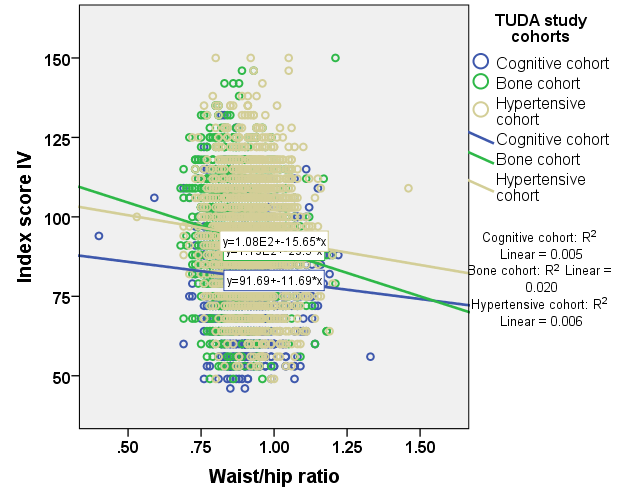 TUDA study
cohorts
Cognitive cohort
Bone cohort
Hypertensive
cohort
Cognitive cohort
Bone cohort
Hypertensive
cohort
Cognitive cohort: R2
Linear = 0.005
Bone cohort: R2 Linear =
0.020
Hypertensive cohort: R2
Linear = 0.006
Index score IV
150
125
100
75
50
y=1.08E2+-15.65*x
y=91.69+-11.69*x
.50
.75
1.00
1.25
1.50
Waist/hip ratio